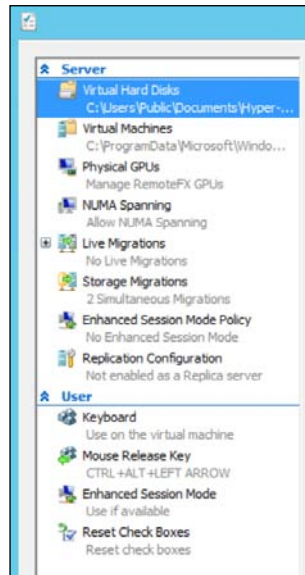 Server
Virtual Hard Disks
C:\Users\Public\Documents\Hyper-...
Virtual Machines
C:\ProgramData\Microsoft\Windo...
Physical GPUs
Manage RemoteFX GPUs
NUMA Spanning
Allow NUMA Spanning
Live Migrations
No Live Migrations
Storage Migrations
2 Simultaneous Migrations
Enhanced Session Mode Policy
No Enhanced Session Mode
Replication Configuration
Not enabled as a Replica server
User
Keyboard
Use on the virtual machine
Mouse Release Key
CTRL+ALT+LEFT ARROW
Enhanced Session Mode
Use if available
Reset Check Boxes
Reset check boxes